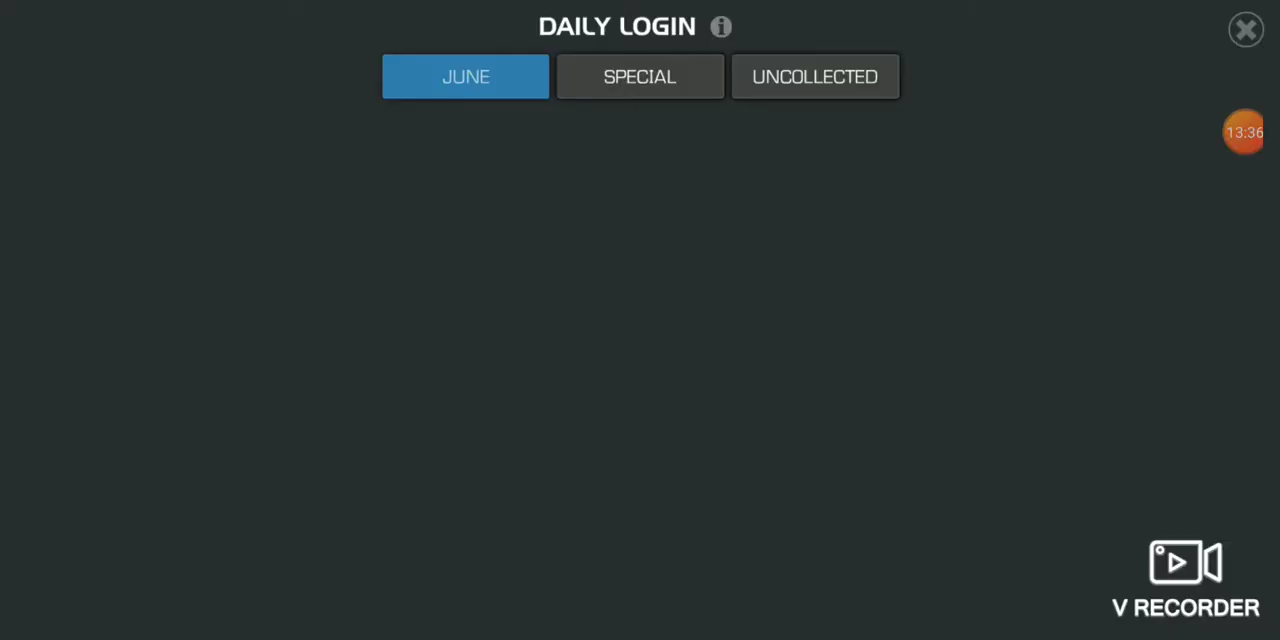 DAILY LOGIN
JUNE
SPECIAL
UNCOLLECTED
13:36
V RECORDER